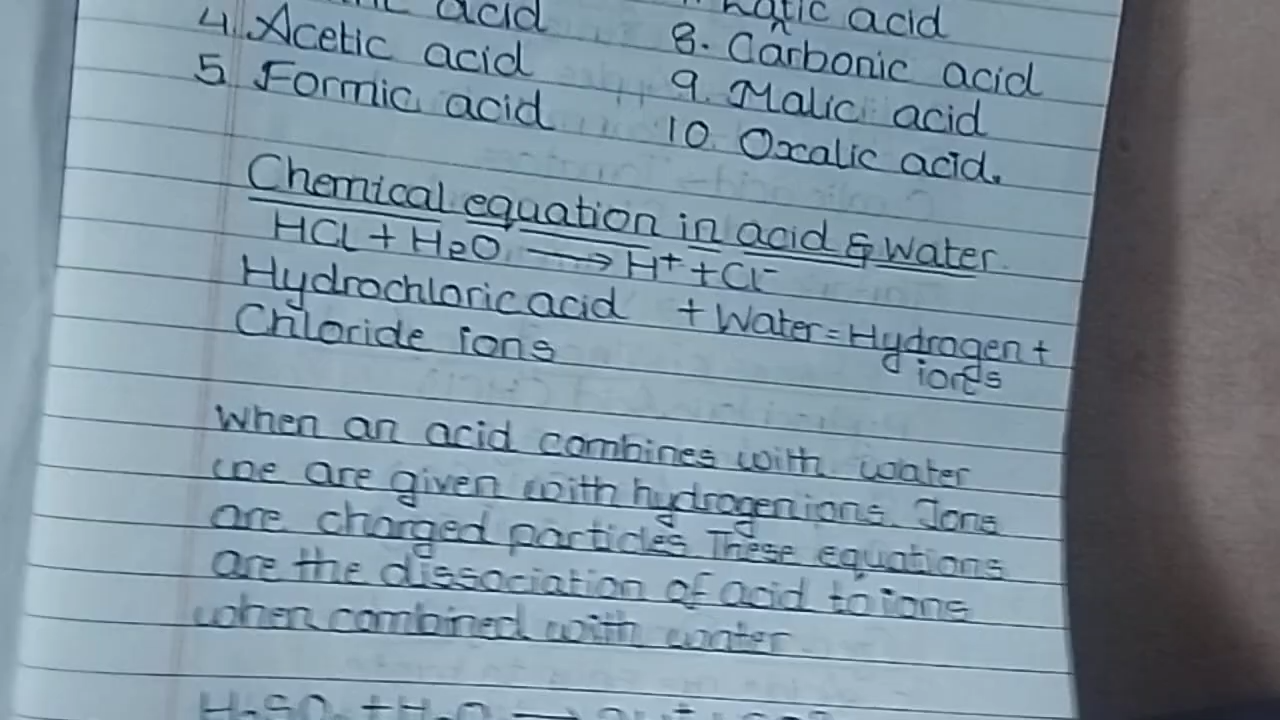 acid
acid
4. Acetic acid
8. Carbonic acid
5. Formic acid
9. Malic acid
10. Oxalic acid.
Chemical equation in acid & water.
HCl + H2O → H+ + Cl-
Hydrochloric acid + Water = Hydrogen +
ions
Chloride ions
When an acid combines with water
we are given with hydrogen ions. Ions
are charged particles. These equations
are the dissociation of acid to ions
when combined with water.